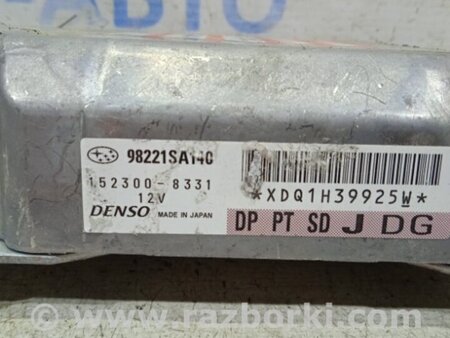 98221SA140
152300-8331
12V
DENSO MADE IN JAPAN
*XDQ1H39925W*
DP PT SD J DG
© www.razborki.com